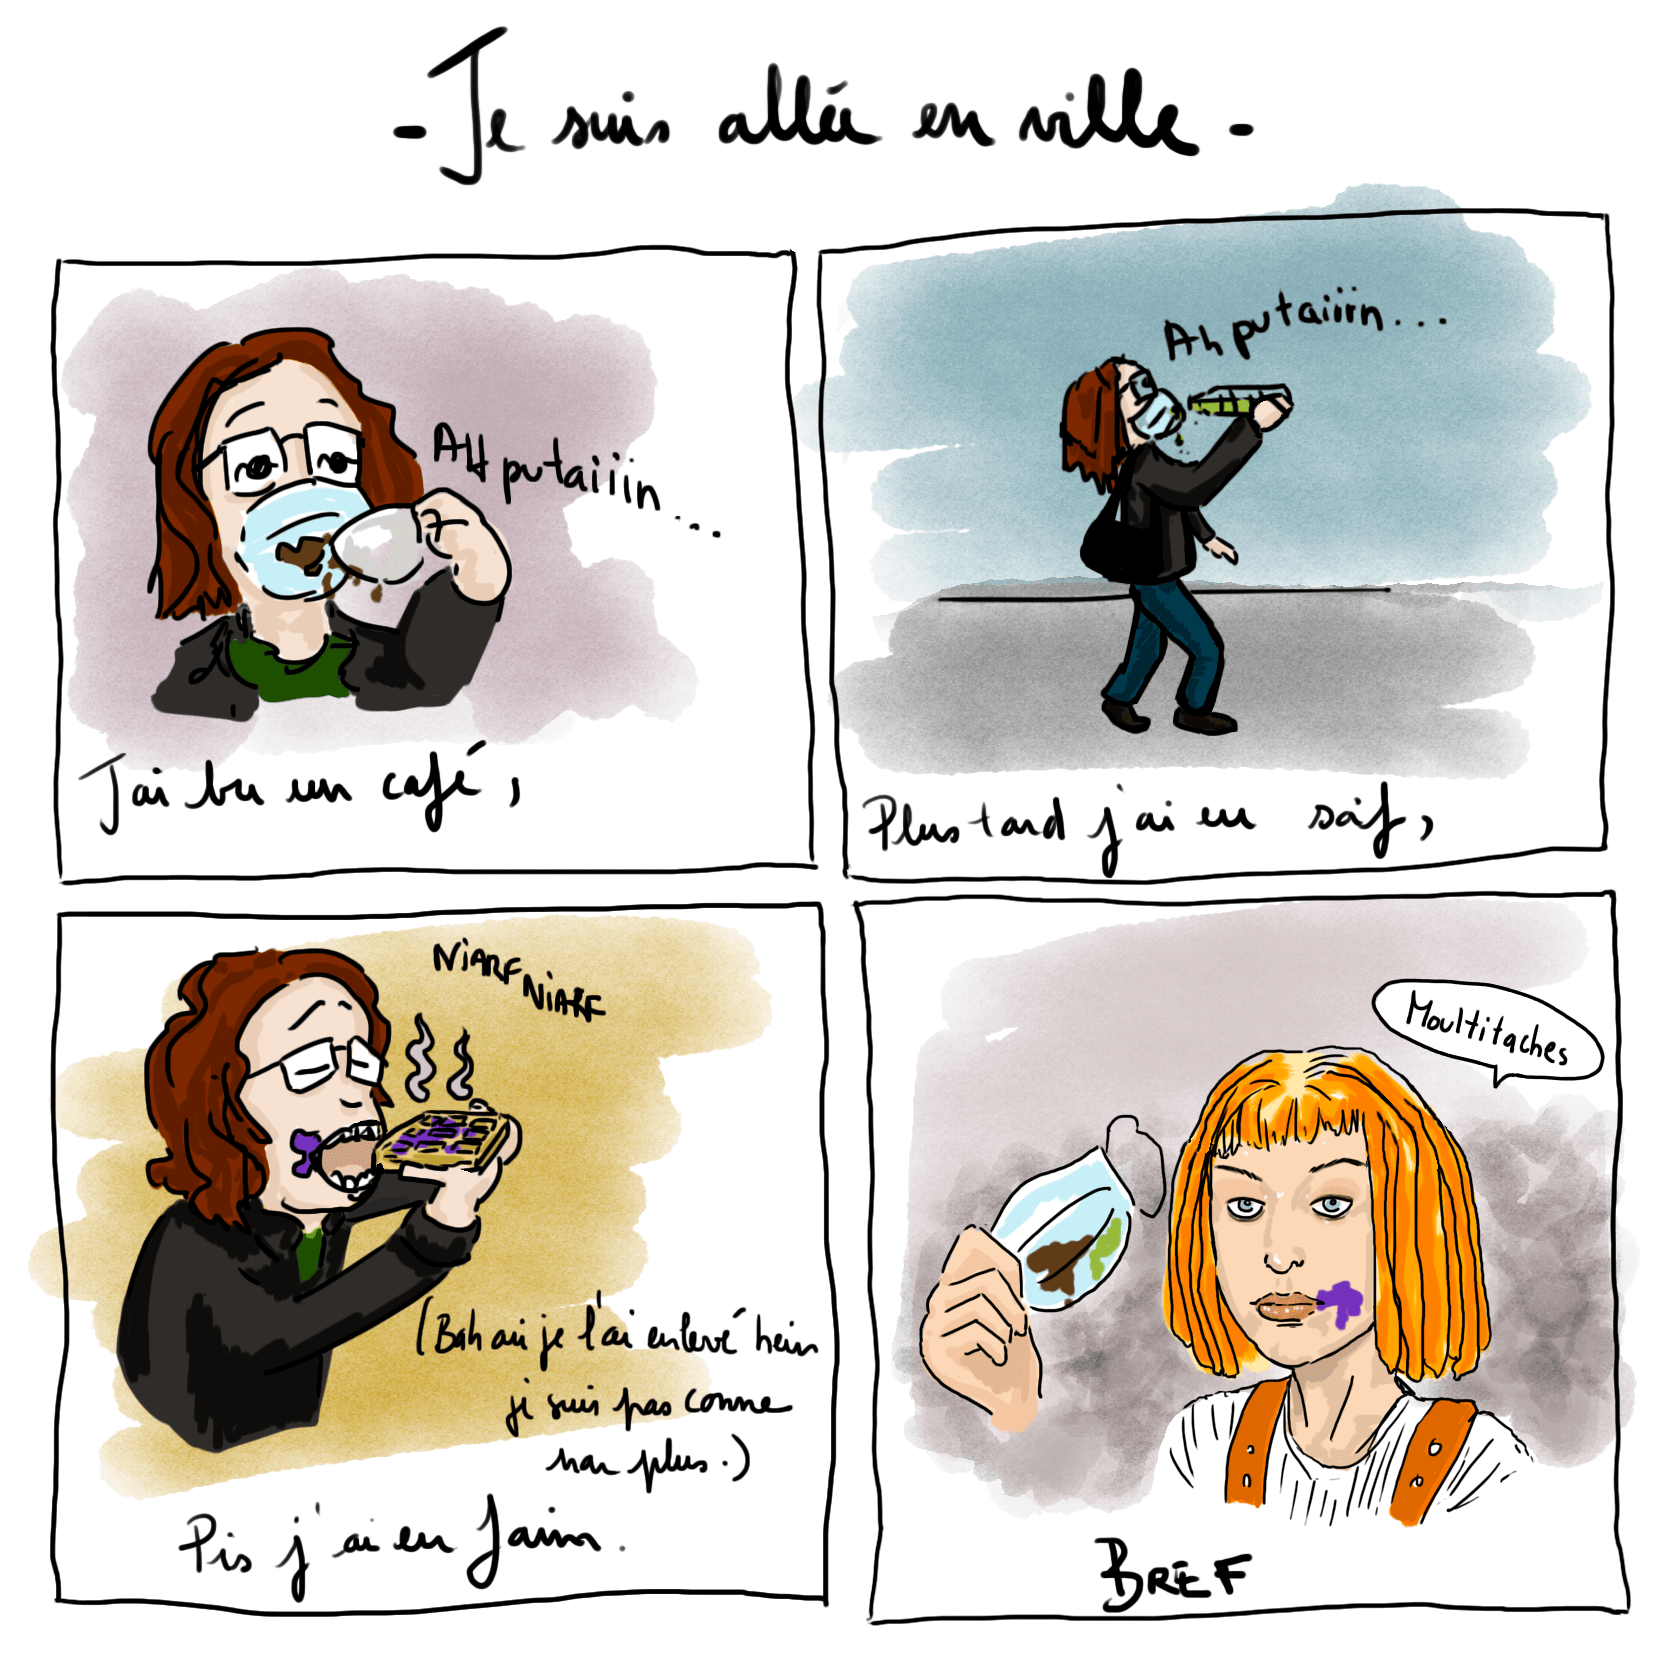 - Je suis allée en ville -
AH putaiiin...
J'ai bu un café,
Ah putaiiin...
Plus tard j'ai eu soif,
NiARF
NiARF
(Bah oui je l'ai enlevé hein
je suis pas conne
non plus.)
Pis j'ai eu faim.
Moultitaches
BREF